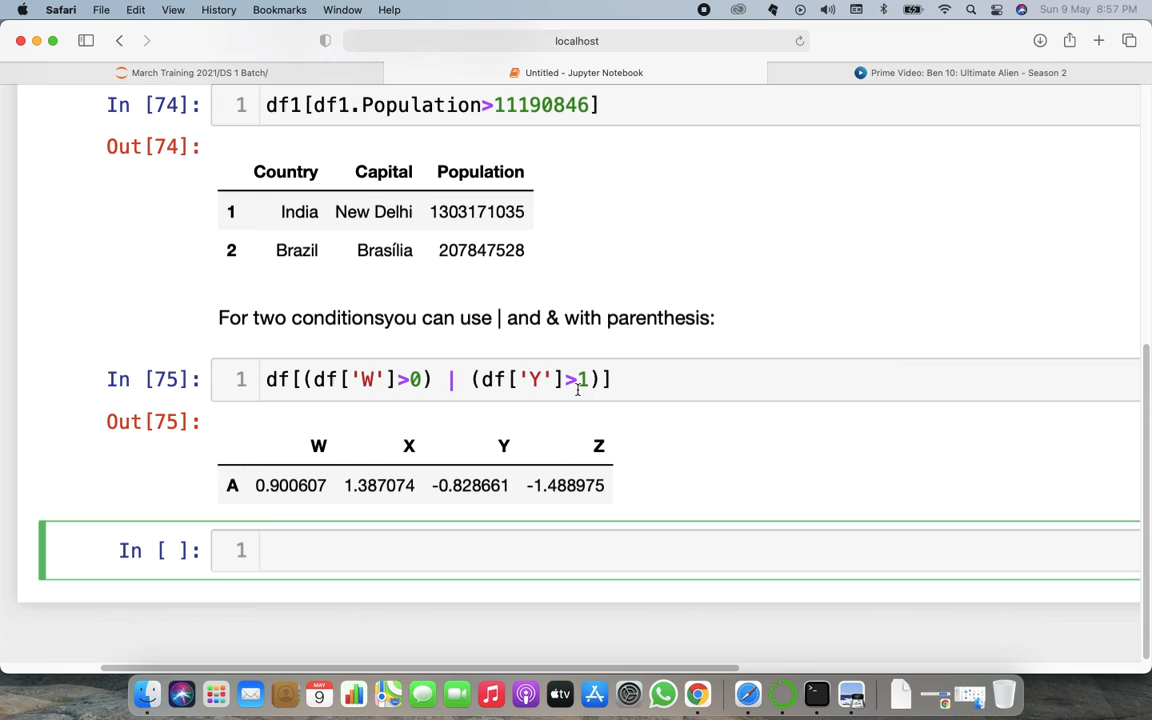 Safari File Edit View History Bookmarks Window Help Sun 9 May 8:57 PM
localhost
March Training 2021/DS 1 Batch/ Untitled - Jupyter Notebook Prime Video: Ben 10: Ultimate Alien - Season 2
In [74]: 1 df1[df1.Population>11190846]
Out[74]:
Country Capital Population
1 India New Delhi 1303171035
2 Brazil Brasília 207847528
For two conditionsyou can use | and & with parenthesis:
In [75]: 1 df[(df['W']>0) | (df['Y']>1)]
Out[75]:
W X Y Z
A 0.900607 1.387074 -0.828661 -1.488975
In [ ]: 1
MAY
9
tv